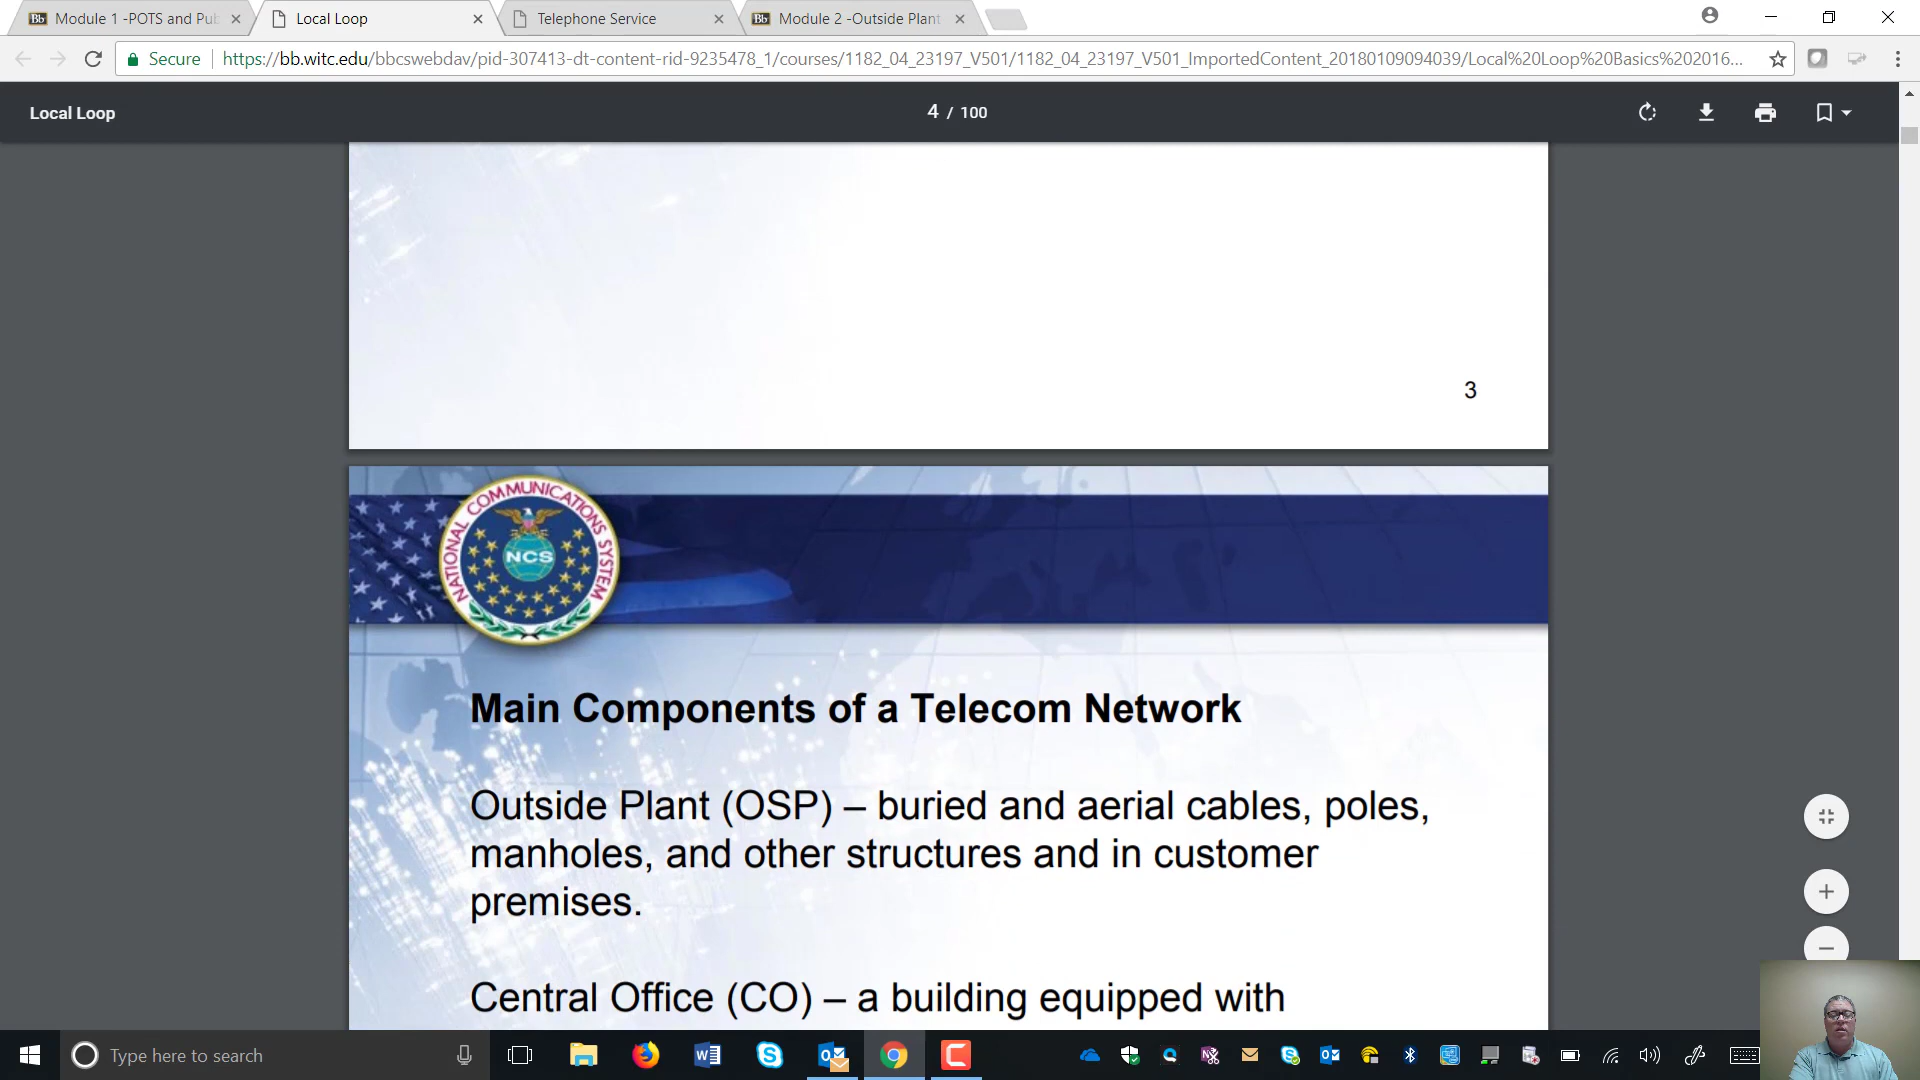 Module 1 -POTS and Pub
Local Loop
Telephone Service
Module 2 -Outside Plant
Secure
https://bb.witc.edu/bbcswebdav/pid-307413-dt-content-rid-9235478_1/courses/1182_04_23197_V501/1182_04_23197_V501_ImportedContent_20180109094039/Local%20Loop%20Basics%202016...
Local Loop
4 / 100
3
NATIONAL COMMUNICATIONS SYSTEM
NCS
Main Components of a Telecom Network
Outside Plant (OSP) – buried and aerial cables, poles,
manholes, and other structures and in customer
premises.
Central Office (CO) – a building equipped with
Type here to search